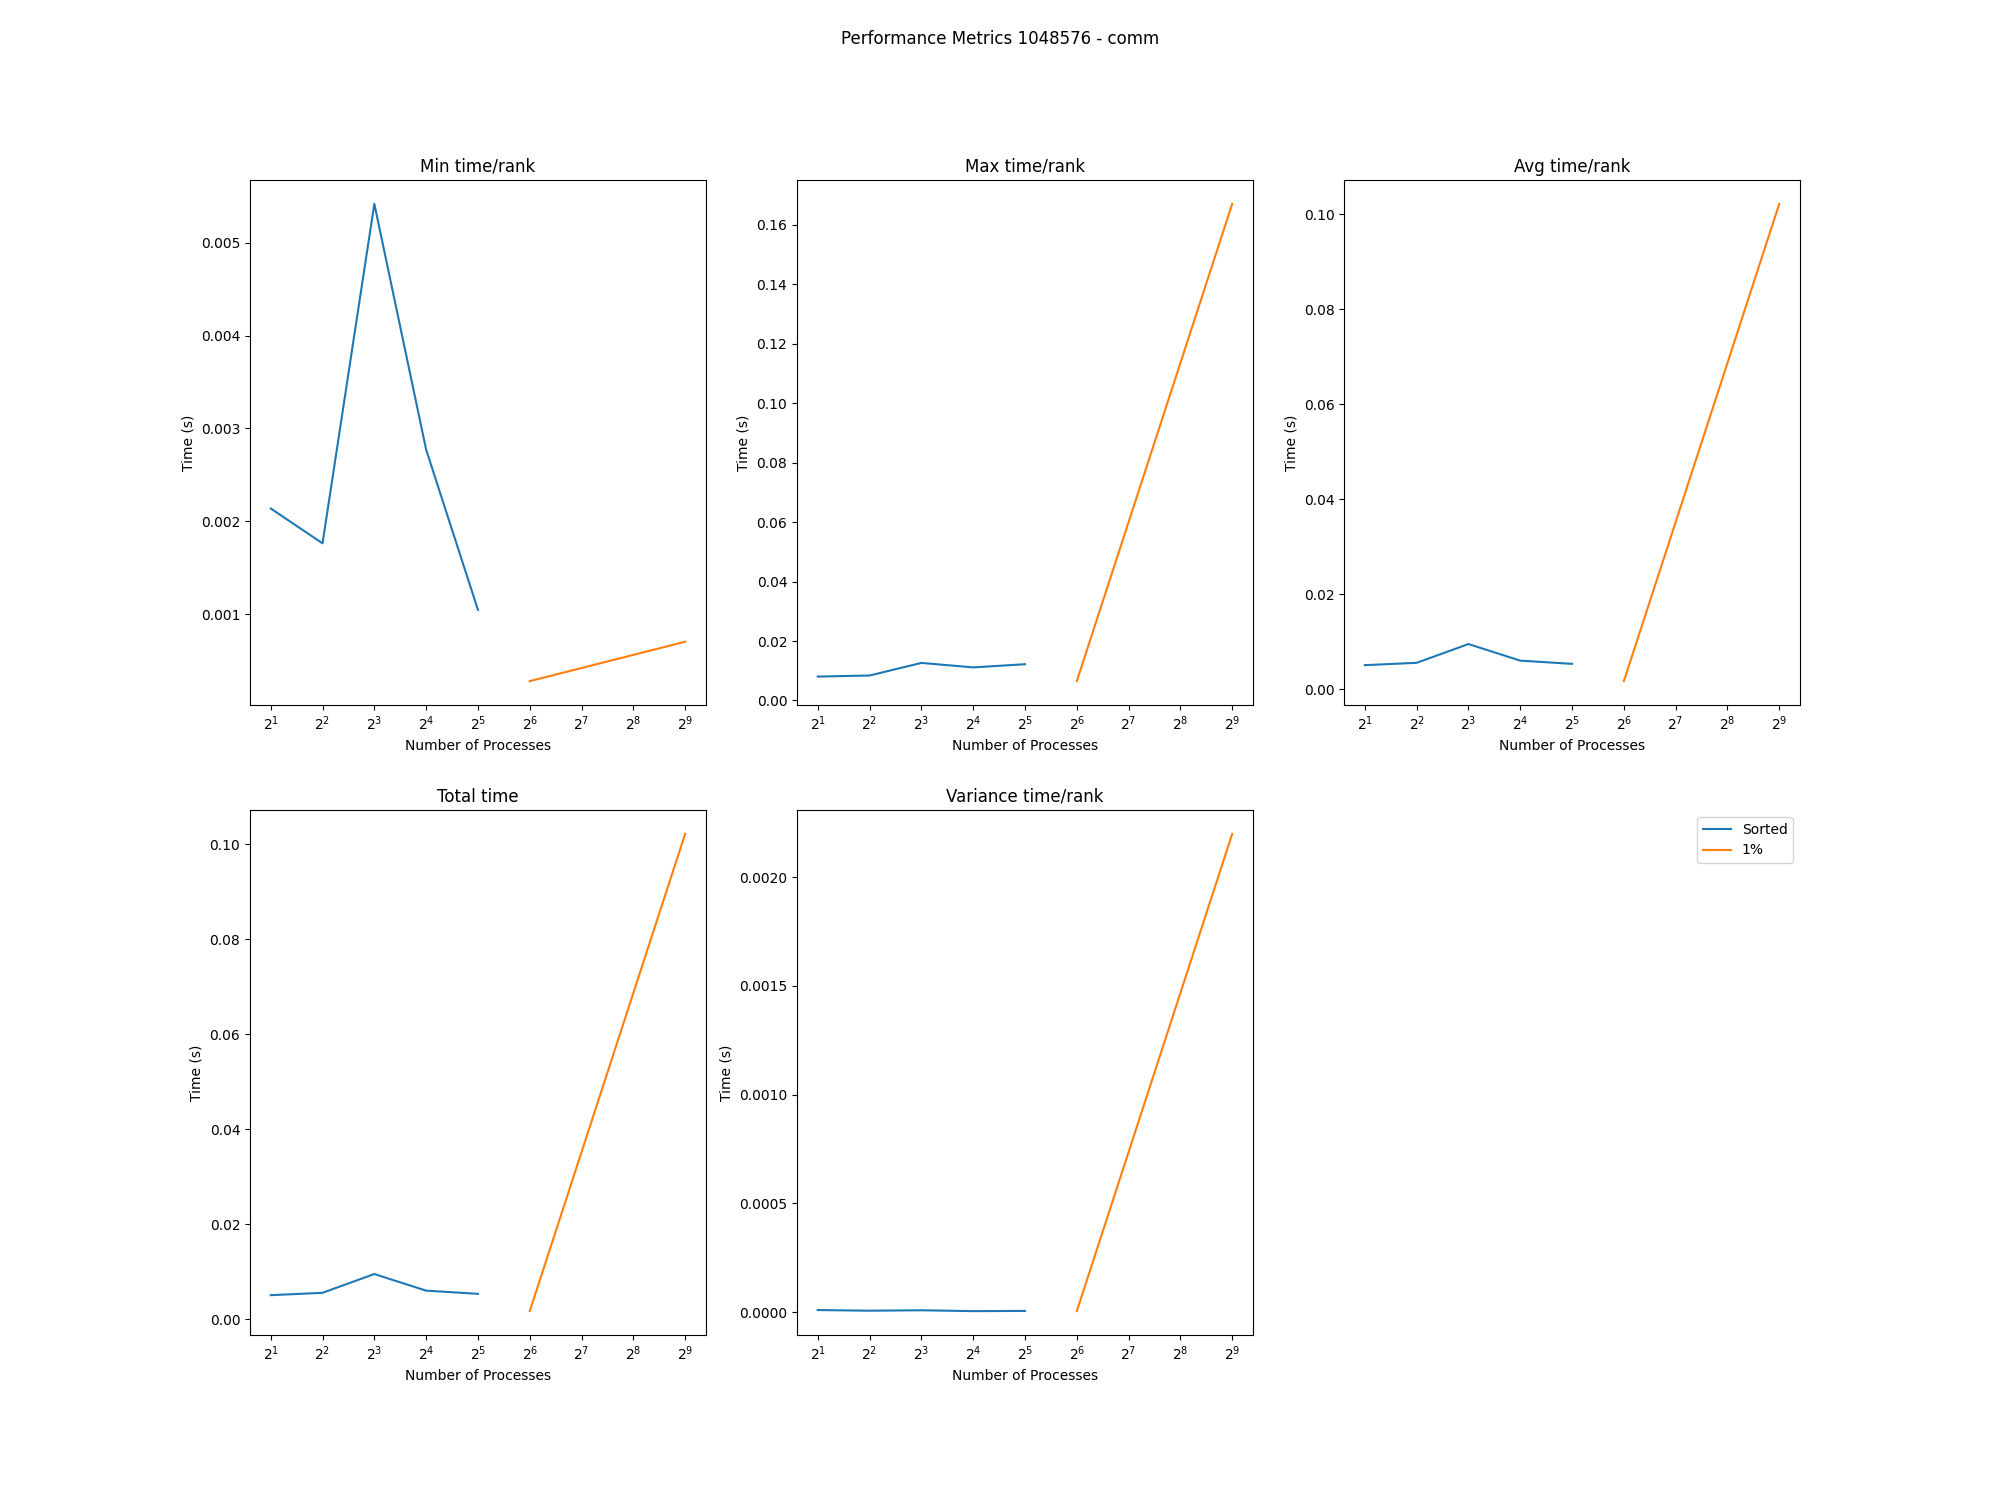 Performance Metrics 1048576 - comm
Min time/rank
Time (s)
0.005
0.004
0.003
0.002
0.001
2^1 2^2 2^3 2^4 2^5 2^6 2^7 2^8 2^9
Number of Processes
Max time/rank
Time (s)
0.16
0.14
0.12
0.10
0.08
0.06
0.04
0.02
0.00
2^1 2^2 2^3 2^4 2^5 2^6 2^7 2^8 2^9
Number of Processes
Avg time/rank
Time (s)
0.10
0.08
0.06
0.04
0.02
0.00
2^1 2^2 2^3 2^4 2^5 2^6 2^7 2^8 2^9
Number of Processes
Total time
Time (s)
0.10
0.08
0.06
0.04
0.02
0.00
2^1 2^2 2^3 2^4 2^5 2^6 2^7 2^8 2^9
Number of Processes
Variance time/rank
Time (s)
0.0020
0.0015
0.0010
0.0005
0.0000
2^1 2^2 2^3 2^4 2^5 2^6 2^7 2^8 2^9
Number of Processes
Sorted
1%